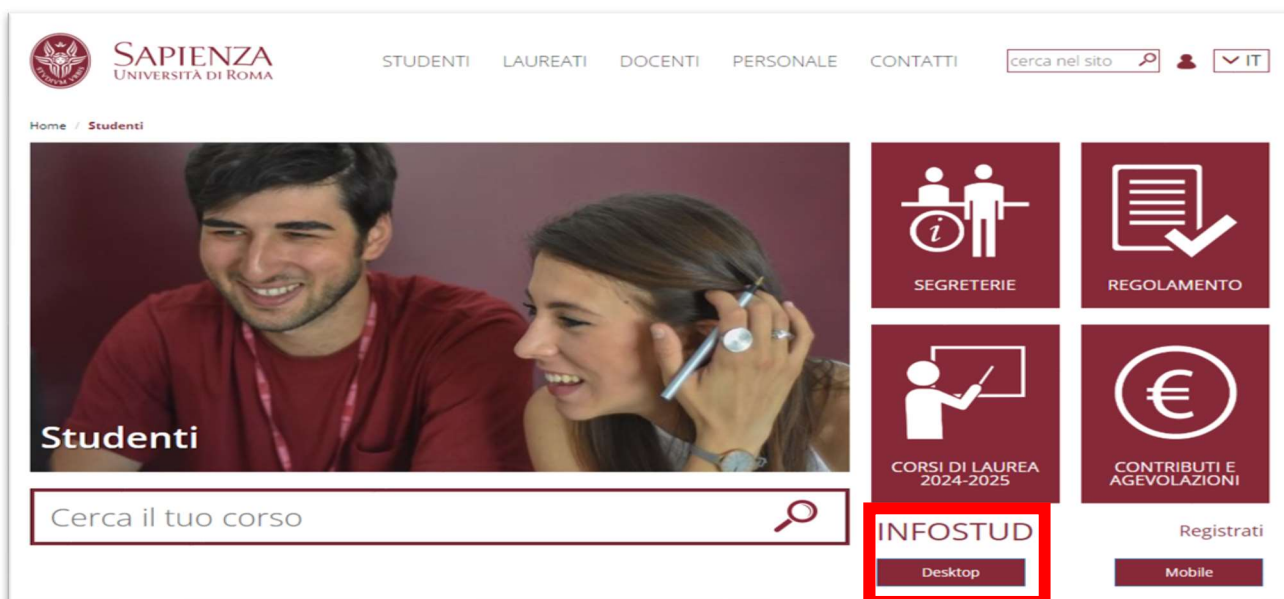 SAPIENZA
UNIVERSITÀ DI ROMA
STUDENTI LAUREATI DOCENTI PERSONALE CONTATTI
cerca nel sito
IT
Home / Studenti
Studenti
Cerca il tuo corso
SEGRETERIE
REGOLAMENTO
CORSI DI LAUREA
2024-2025
CONTRIBUTI E
AGEVOLAZIONI
INFOSTUD
Registrati
Desktop
Mobile